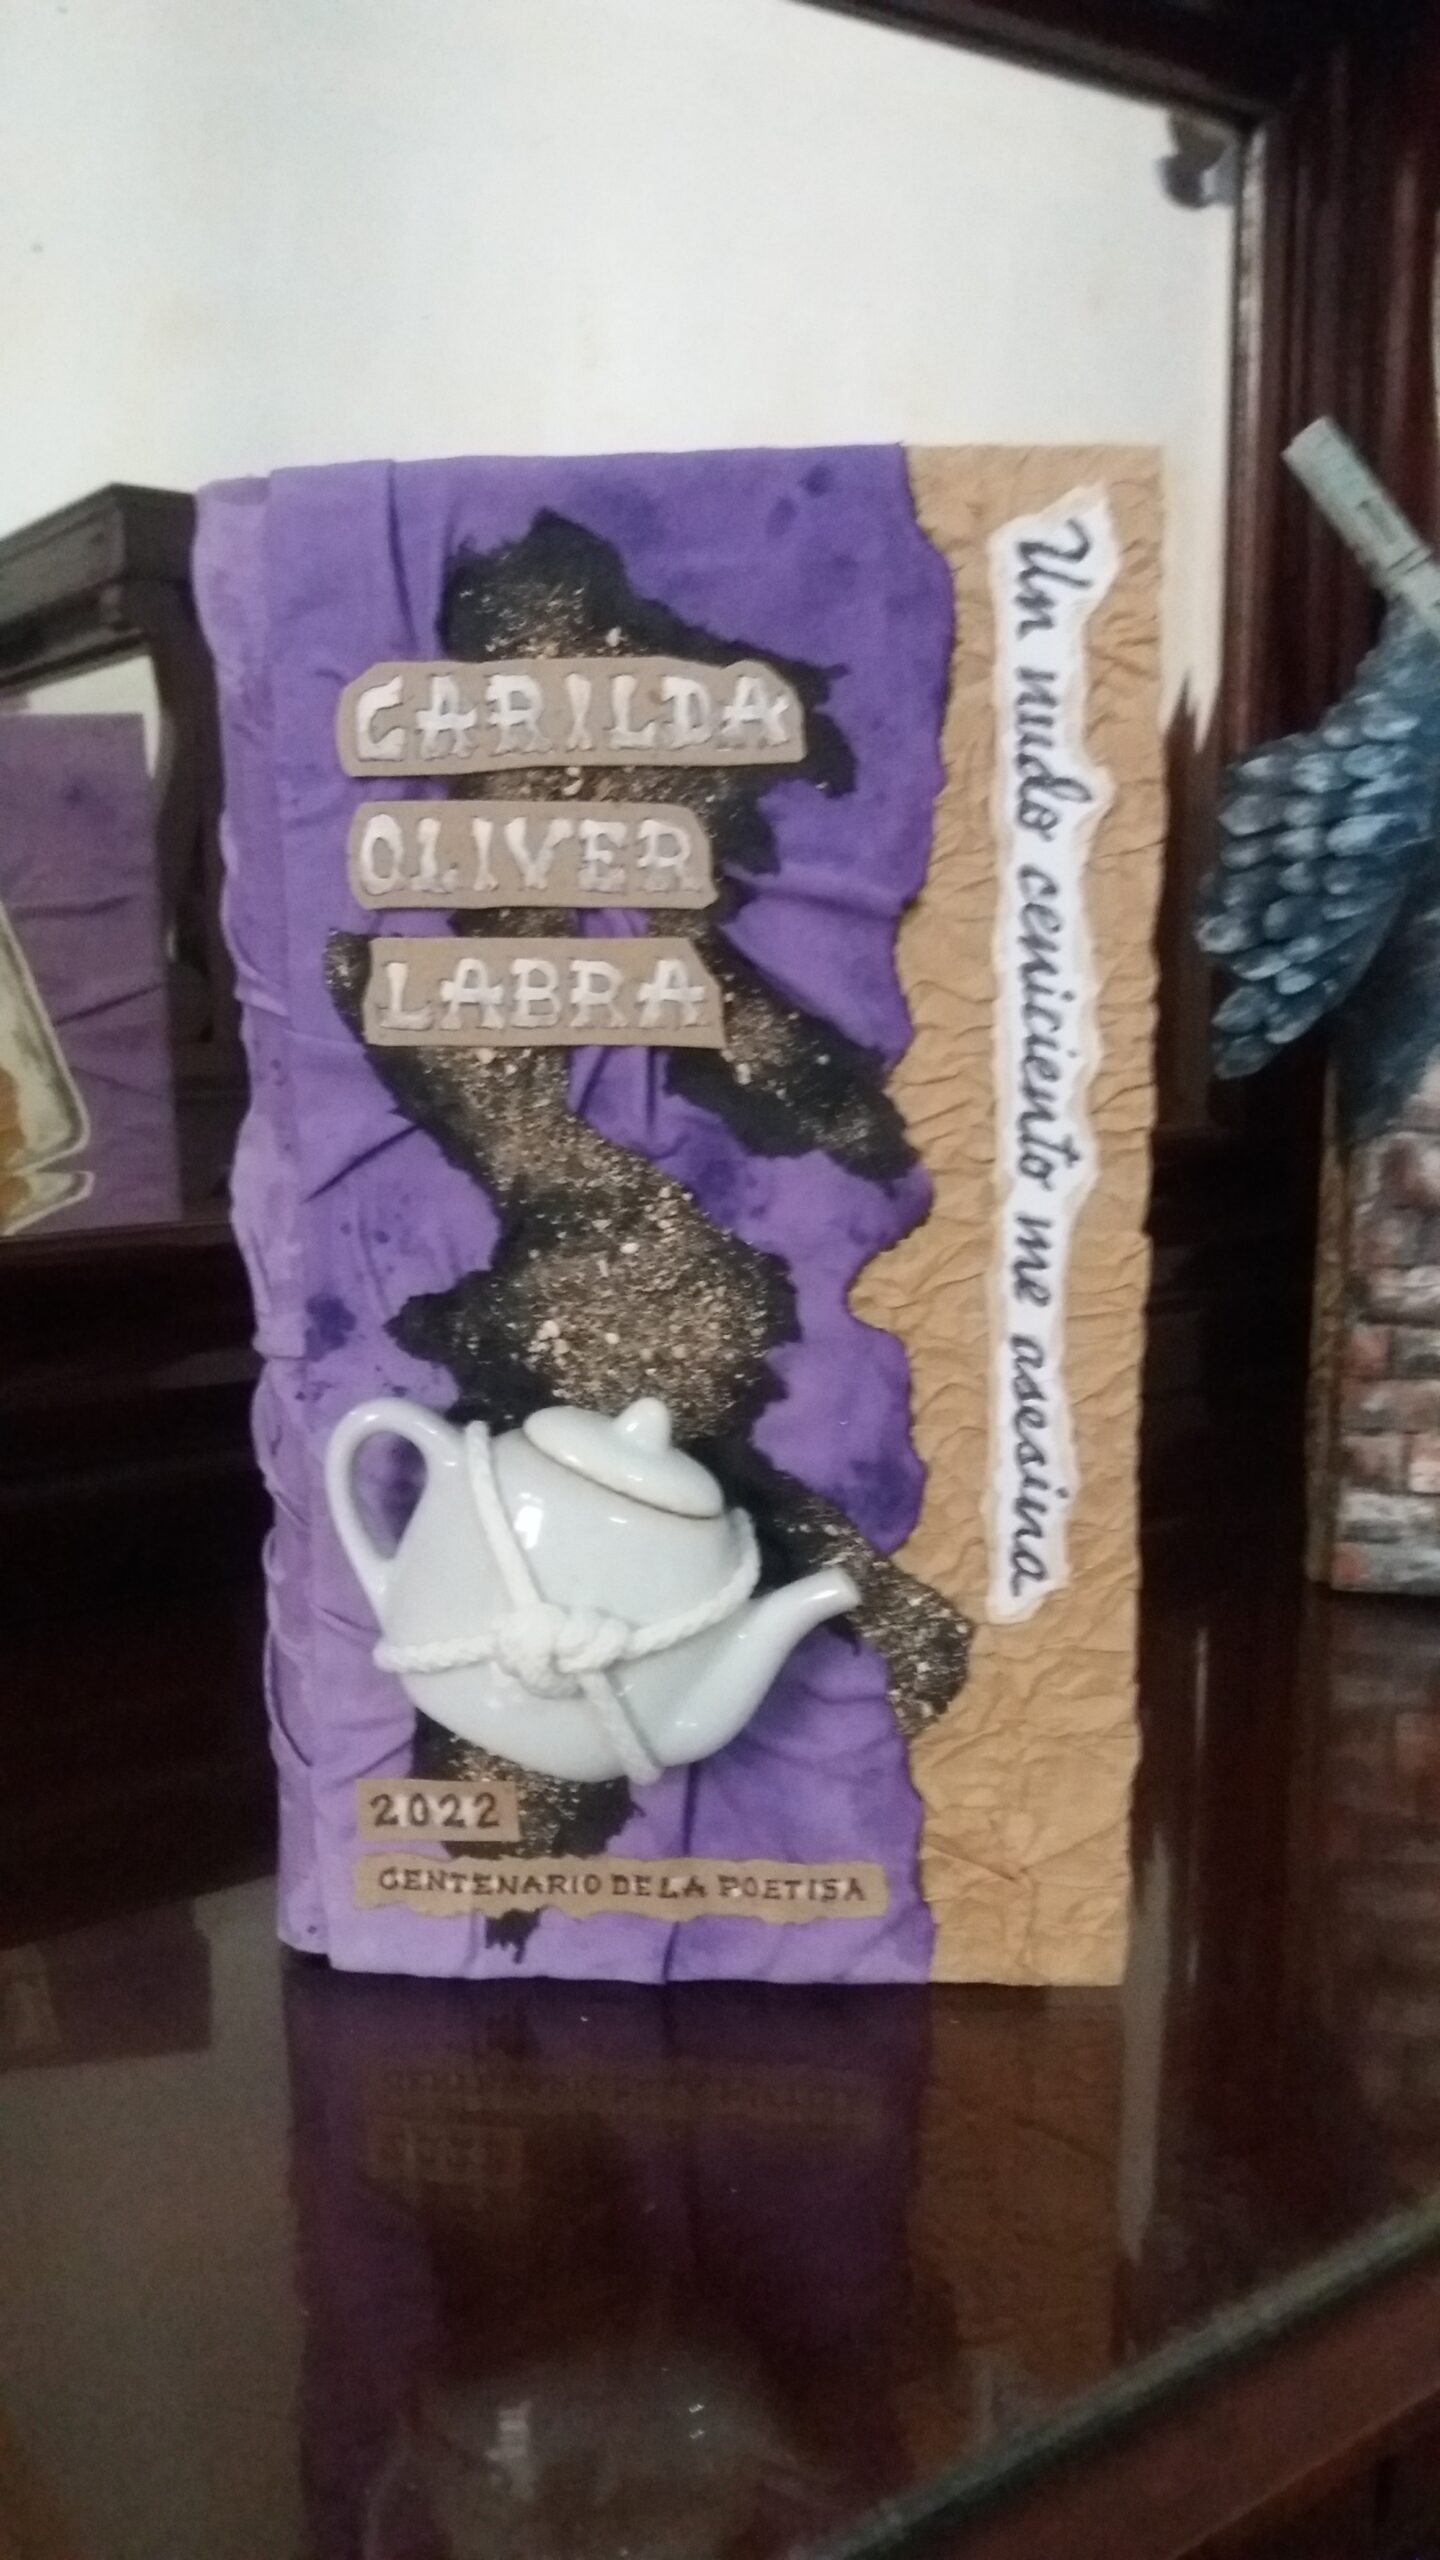 CARILDA
OLIVER
LABRA
Un nudo ceniciento me asesina
2022
CENTENARIO DE LA POETISA